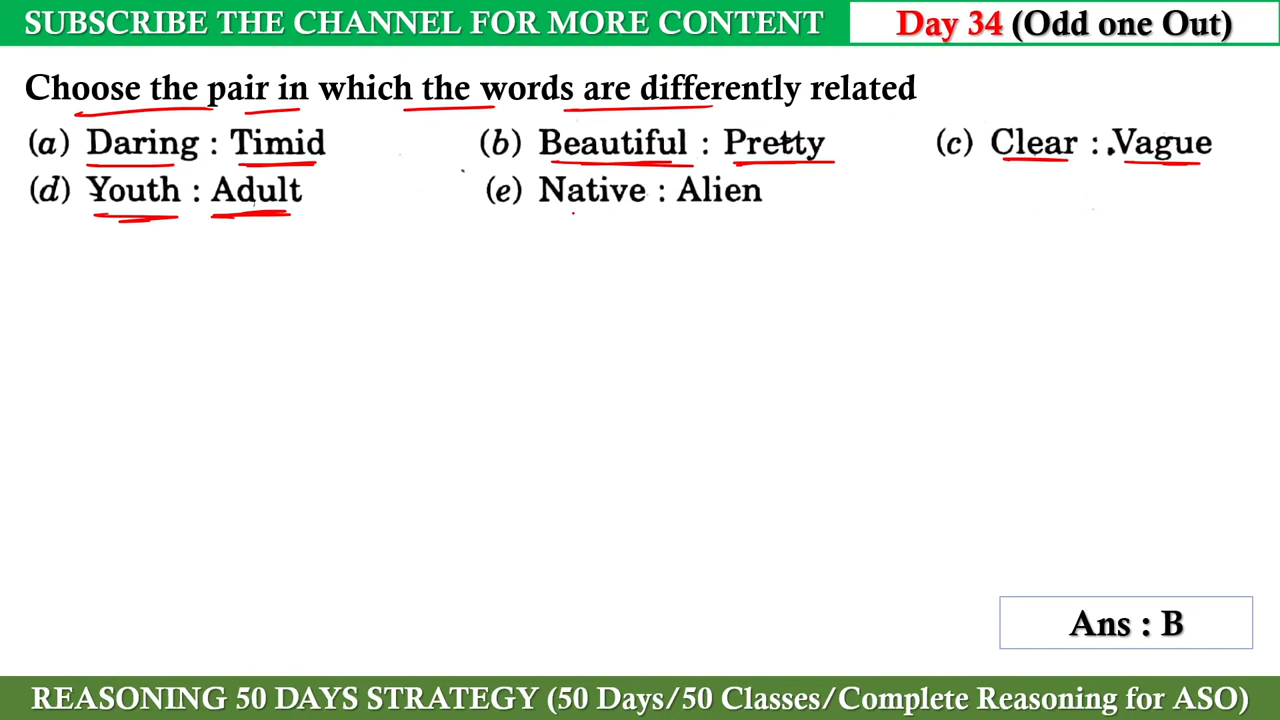 SUBSCRIBE THE CHANNEL FOR MORE CONTENT
Day 34 (Odd one Out)
Choose the pair in which the words are differently related
(a) Daring : Timid (b) Beautiful : Pretty (c) Clear : Vague
(d) Youth : Adult (e) Native : Alien
Ans : B
REASONING 50 DAYS STRATEGY (50 Days/50 Classes/Complete Reasoning for ASO)